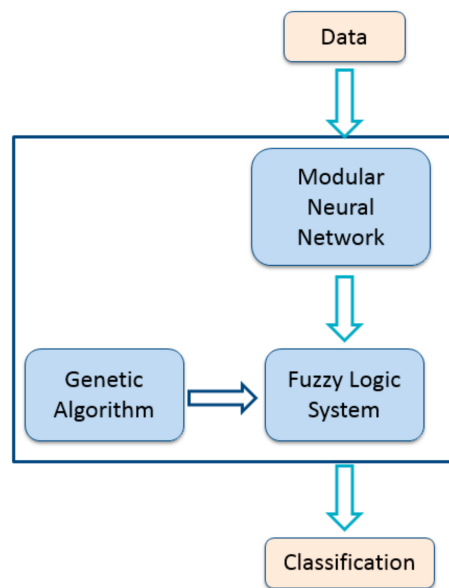 Data
Modular
Neural
Network
Genetic
Algorithm
Fuzzy Logic
System
Classification